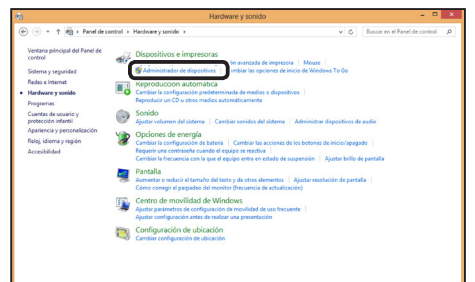 Hardware y sonido
Panel de control › Hardware y sonido ›
Buscar en el Panel de control
Ventana principal del Panel de control
Sistema y seguridad
Redes e Internet
Hardware y sonido
Programas
Cuentas de usuario y protección infantil
Apariencia y personalización
Reloj, idioma y región
Accesibilidad
Dispositivos e impresoras
ón avanzada de impresora | Mouse
Administrador de dispositivos | mbiar las opciones de inicio de Windows To Go
Reproducción automática
Cambiar la configuración predeterminada de medios o dispositivos
Reproducir un CD u otros medios automáticamente
Sonido
Ajustar volumen del sistema | Cambiar sonidos del sistema | Administrar dispositivos de audio
Opciones de energía
Cambiar la configuración de batería | Cambiar las acciones de los botones de inicio/apagado
Requerir una contraseña cuando el equipo se reactiva
Cambiar la frecuencia con la que el equipo entra en estado de suspensión | Ajustar brillo de pantalla
Pantalla
Aumentar o reducir el tamaño del texto y de otros elementos | Ajustar resolución de pantalla
Cómo corregir el parpadeo del monitor (frecuencia de actualización)
Centro de movilidad de Windows
Ajustar parámetros de configuración de movilidad de uso frecuente
Ajustar configuración antes de realizar una presentación
Configuración de ubicación
Cambiar configuración de ubicación